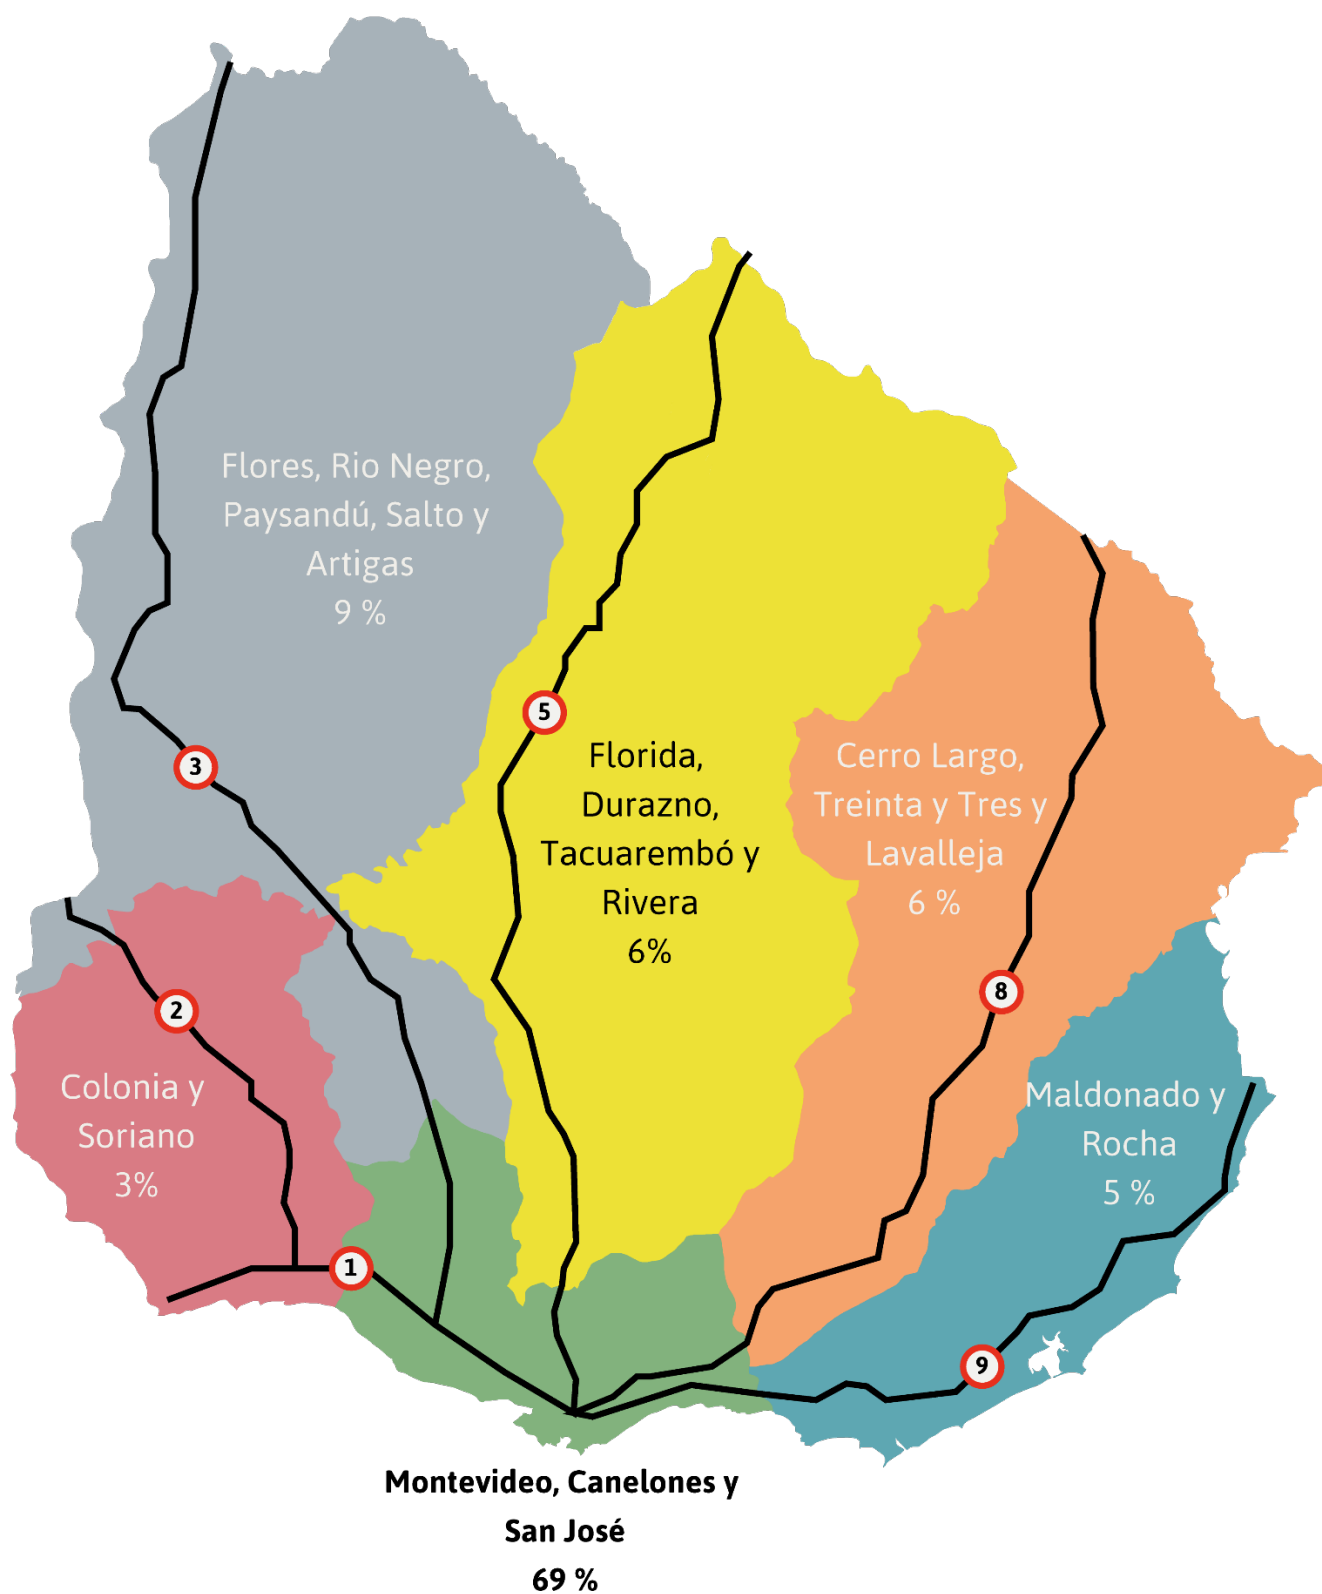 Flores, Rio Negro,
Paysandú, Salto y
Artigas
9 %
5
3
Florida,
Durazno,
Tacuarembó y
Rivera
6%
Cerro Largo,
Treinta y Tres y
Lavalleja
6 %
8
2
Colonia y
Soriano
3%
Maldonado y
Rocha
5 %
1
9
Montevideo, Canelones y
San José
69 %